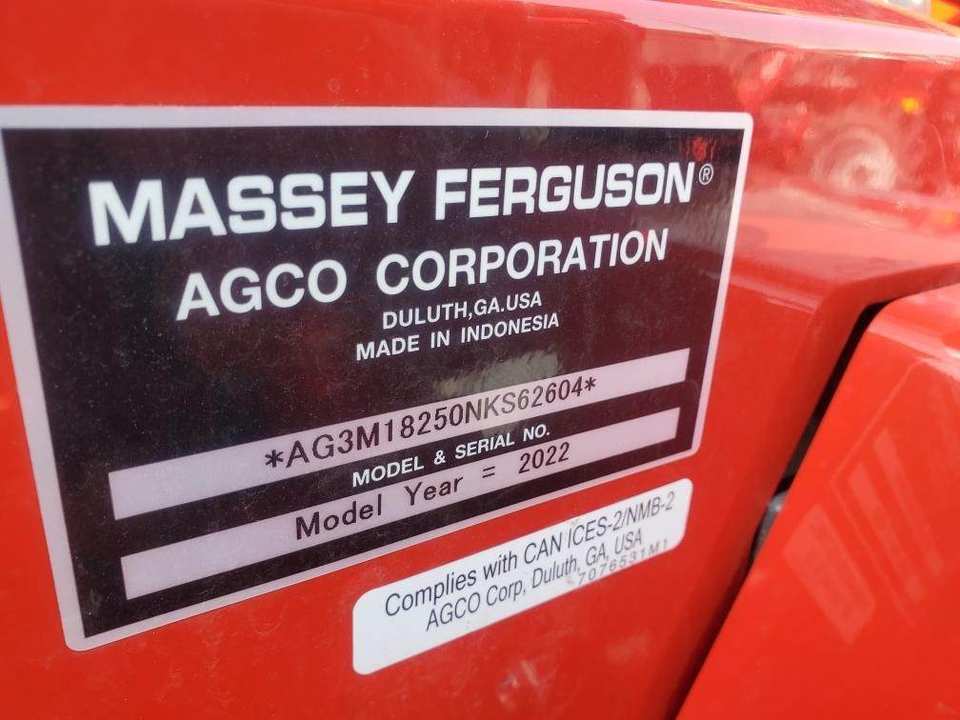 MASSEY FERGUSON®
AGCO CORPORATION
DULUTH,GA.USA
MADE IN INDONESIA
*AG3M18250NKS62604*
MODEL & SERIAL NO.
Model Year = 2022
Complies with CAN ICES-2/NMB-2
AGCO Corp, Duluth, GA, USA
7076531M1